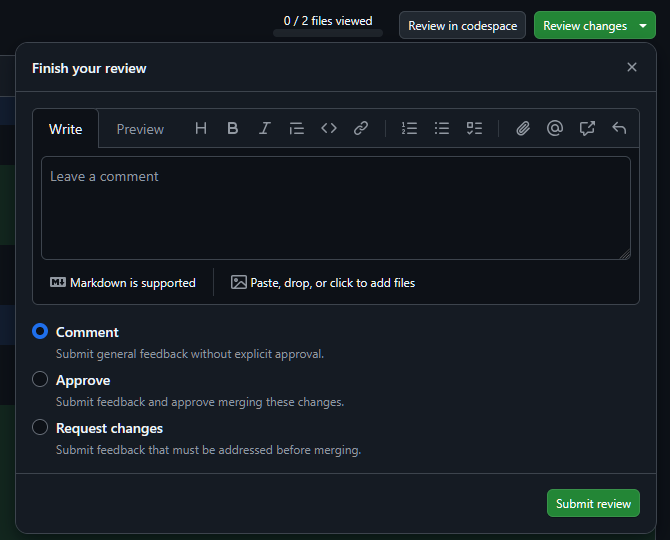 0 / 2 files viewed
Review in codespace
Review changes
Finish your review
Write
Preview
Leave a comment
Markdown is supported
Paste, drop, or click to add files
Comment
Submit general feedback without explicit approval.
Approve
Submit feedback and approve merging these changes.
Request changes
Submit feedback that must be addressed before merging.
Submit review